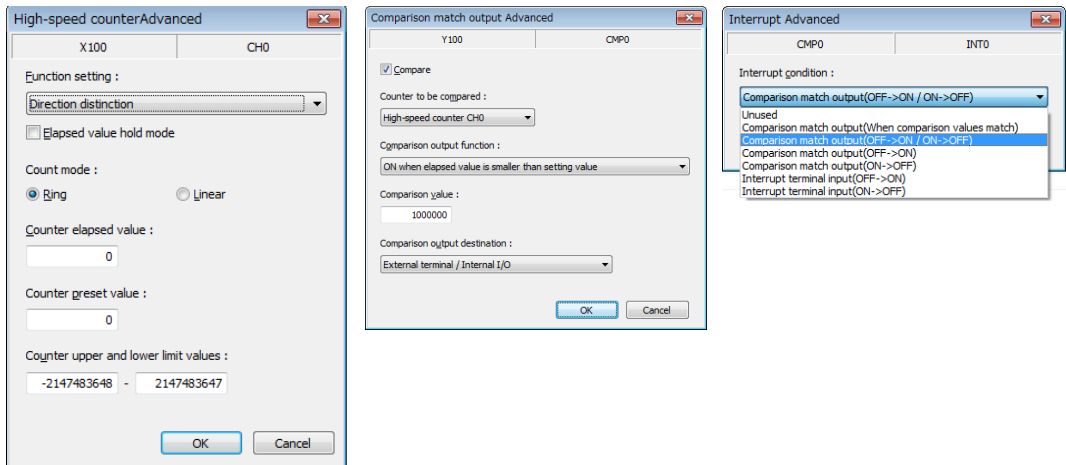 High-speed counterAdvanced
X100 CH0
Function setting :
Direction distinction
Elapsed value hold mode
Count mode :
Ring Linear
Counter elapsed value :
0
Counter preset value :
0
Counter upper and lower limit values :
-2147483648 - 2147483647
OK Cancel
Comparison match output Advanced
Y100 CMP0
Compare
Counter to be compared :
High-speed counter CH0
Comparison output function :
ON when elapsed value is smaller than setting value
Comparison value :
1000000
Comparison output destination :
External terminal / Internal I/O
OK Cancel
Interrupt Advanced
CMP0 INT0
Interrupt condition :
Comparison match output(OFF->ON / ON->OFF)
Unused
Comparison match output(When comparison values match)
Comparison match output(OFF->ON / ON->OFF)
Comparison match output(OFF->ON)
Comparison match output(ON->OFF)
Interrupt terminal input(OFF->ON)
Interrupt terminal input(ON->OFF)